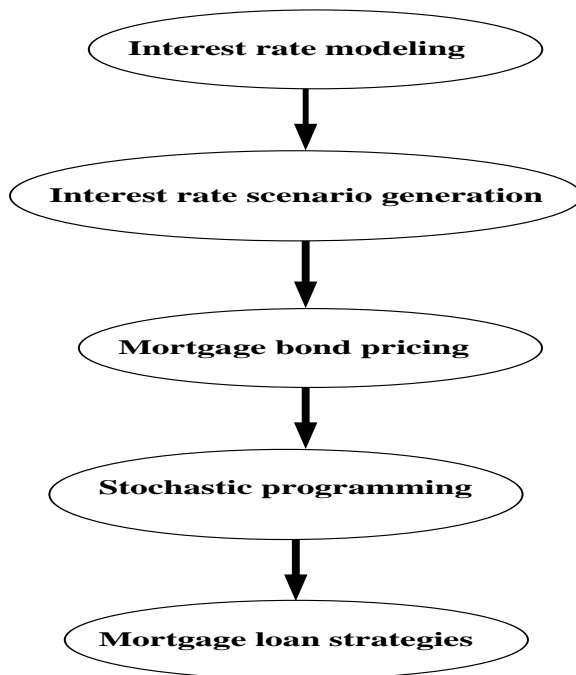 Interest rate modeling
Interest rate scenario generation
Mortgage bond pricing
Stochastic programming
Mortgage loan strategies